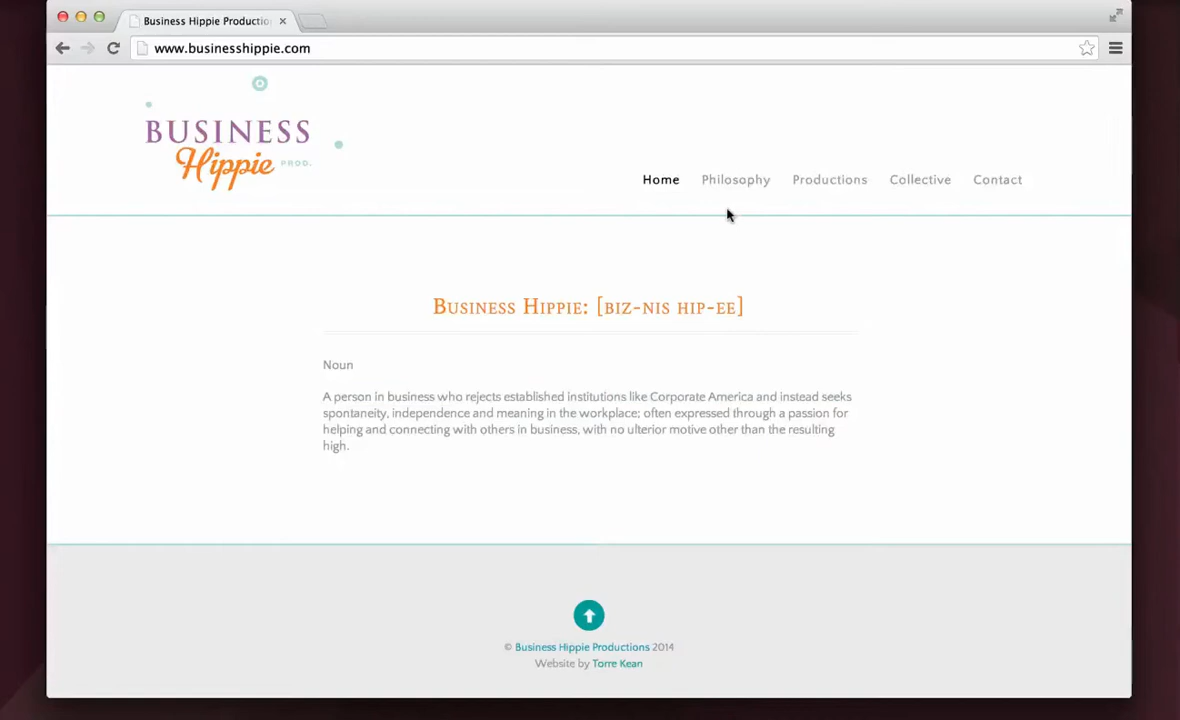 Business Hippie Productio
www.businesshippie.com
BUSINESS
Hippie PROD.
Home Philosophy Productions Collective Contact
Business Hippie: [biz-nis hip-ee]
Noun
A person in business who rejects established institutions like Corporate America and instead seeks
spontaneity, independence and meaning in the workplace; often expressed through a passion for
helping and connecting with others in business, with no ulterior motive other than the resulting
high.
© Business Hippie Productions 2014
Website by Torre Kean